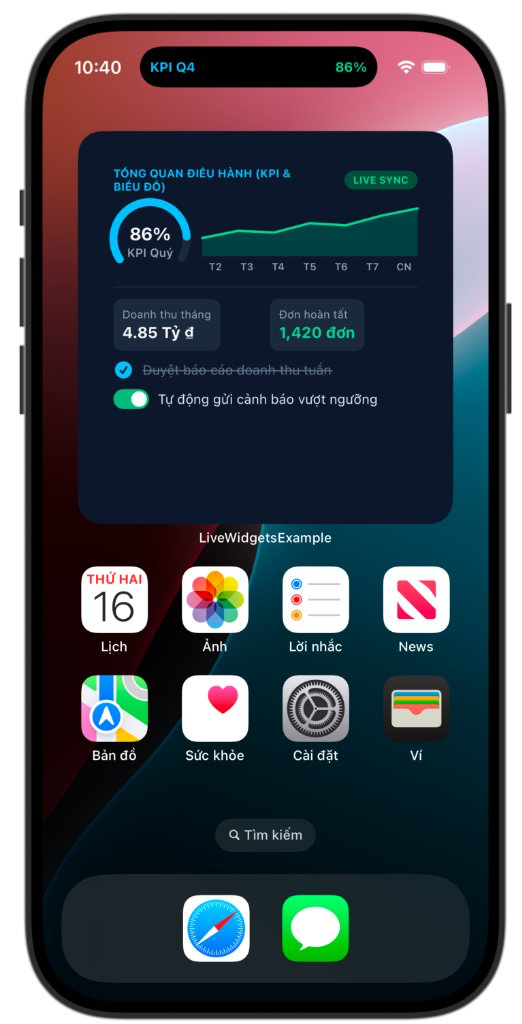 10:40
KPI Q4
86%
TỔNG QUAN ĐIỀU HÀNH (KPI &
BIỂU ĐỒ)
LIVE SYNC
86%
KPI Quý
T2 T3 T4 T5 T6 T7 CN
Doanh thu tháng
4.85 Tỷ ₫
Đơn hoàn tất
1,420 đơn
Duyệt báo cáo doanh thu tuần
Tự động gửi cảnh báo vượt ngưỡng
LiveWidgetsExample
THỨ HAI
16
Lịch
Ảnh
Lời nhắc
News
Bản đồ
Sức khỏe
Cài đặt
Ví
Tìm kiếm